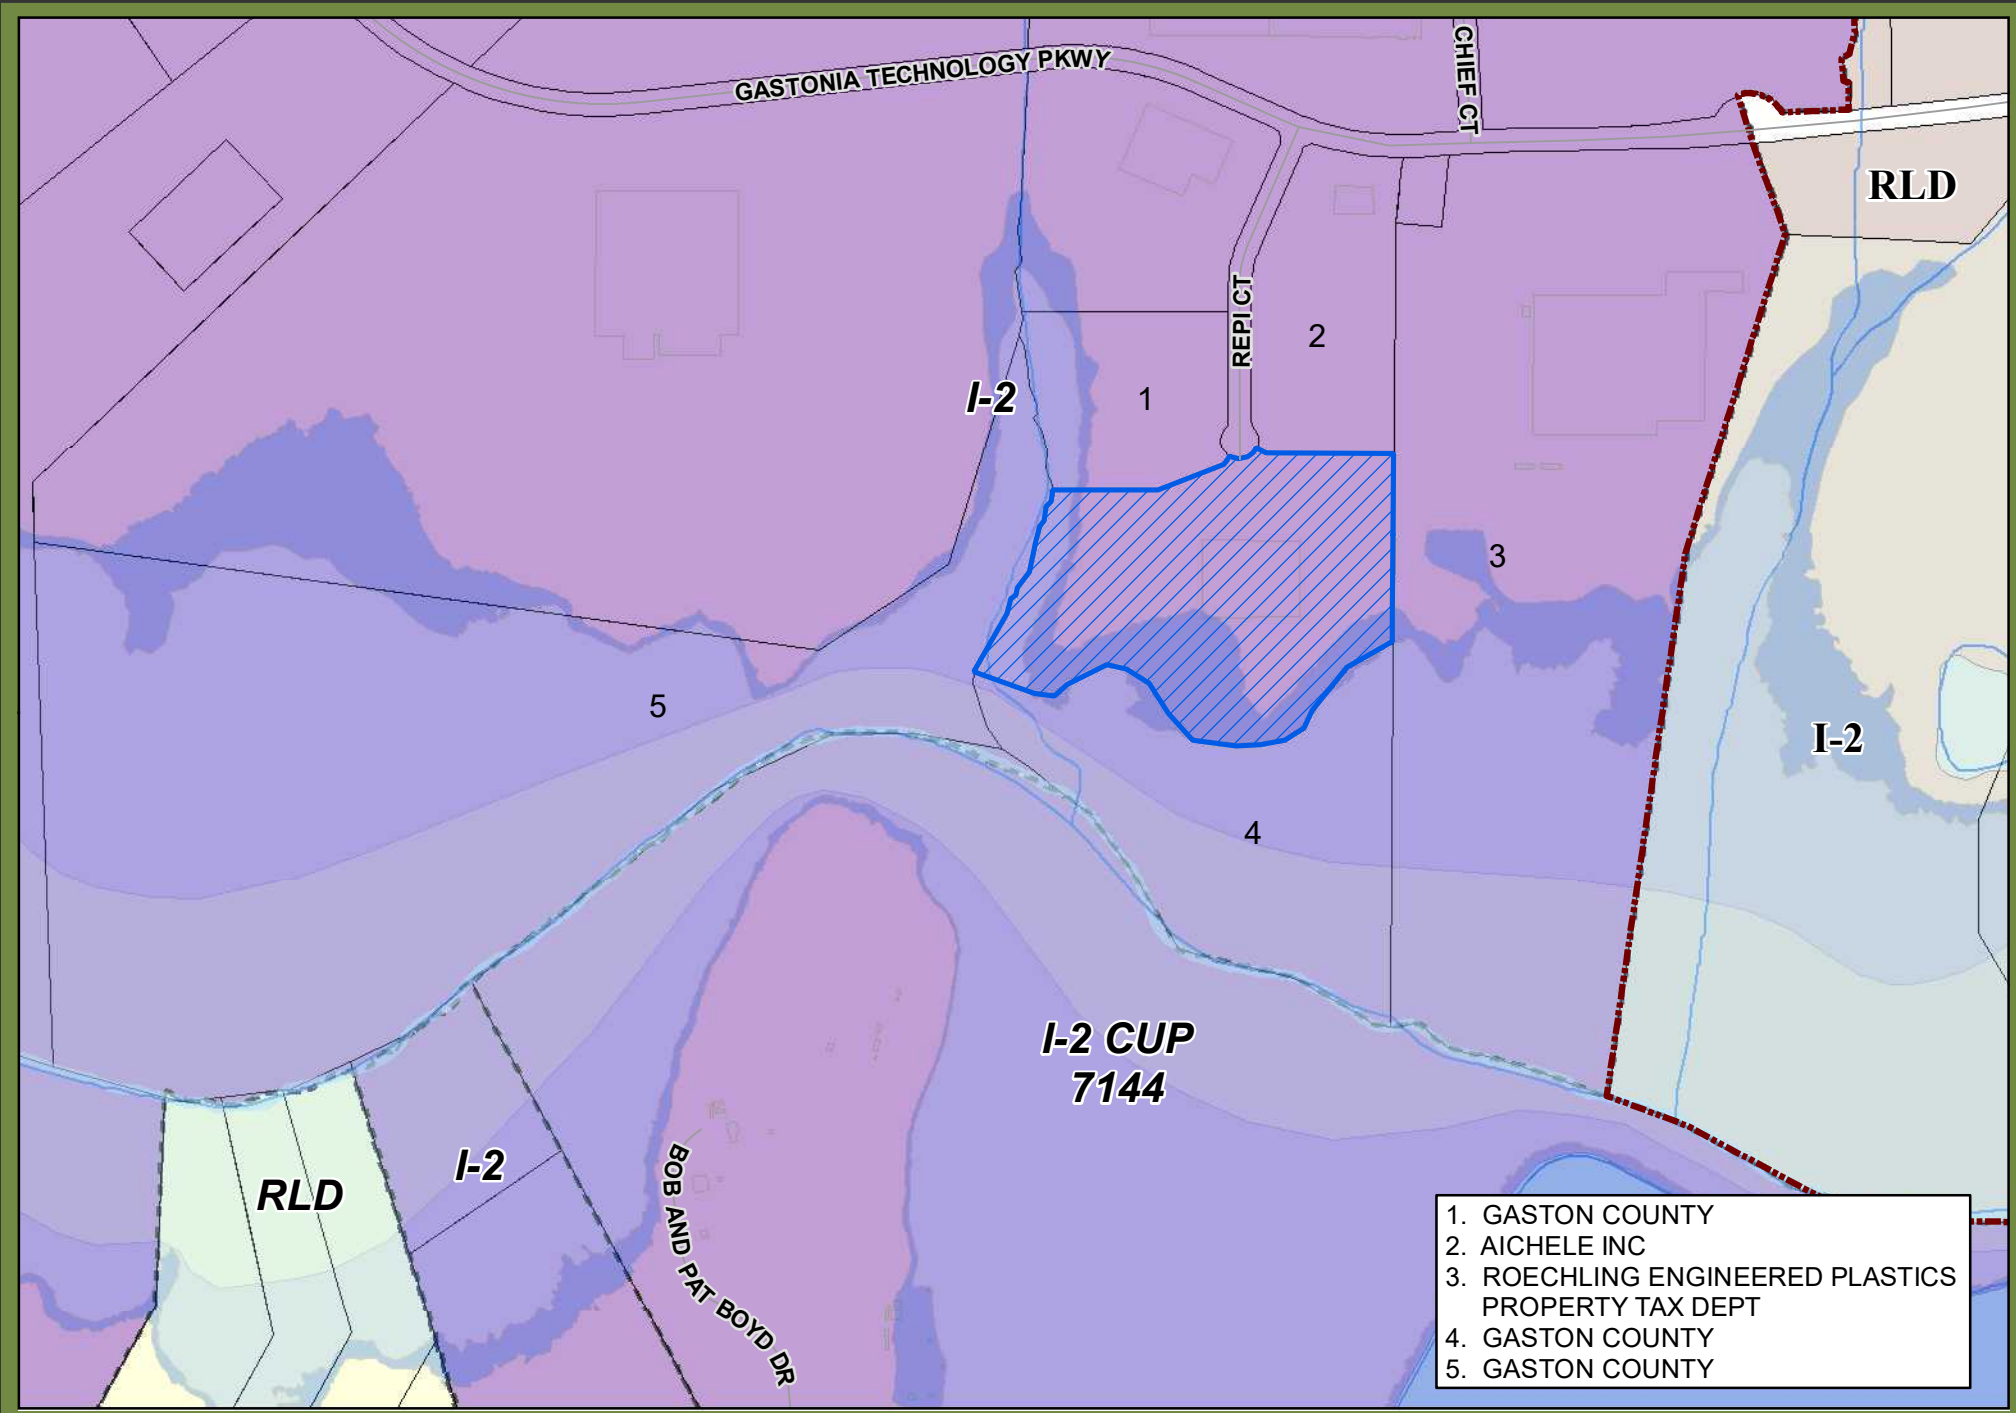 GASTONIA TECHNOLOGY PKWY
CHIEF CT
RLD
REPI CT
2
I-2
1
3
5
I-2
4
I-2 CUP
7144
I-2
RLD
BOB AND PAT BOYD DR
1. GASTON COUNTY
2. AICHELE INC
3. ROECHLING ENGINEERED PLASTICS
PROPERTY TAX DEPT
4. GASTON COUNTY
5. GASTON COUNTY